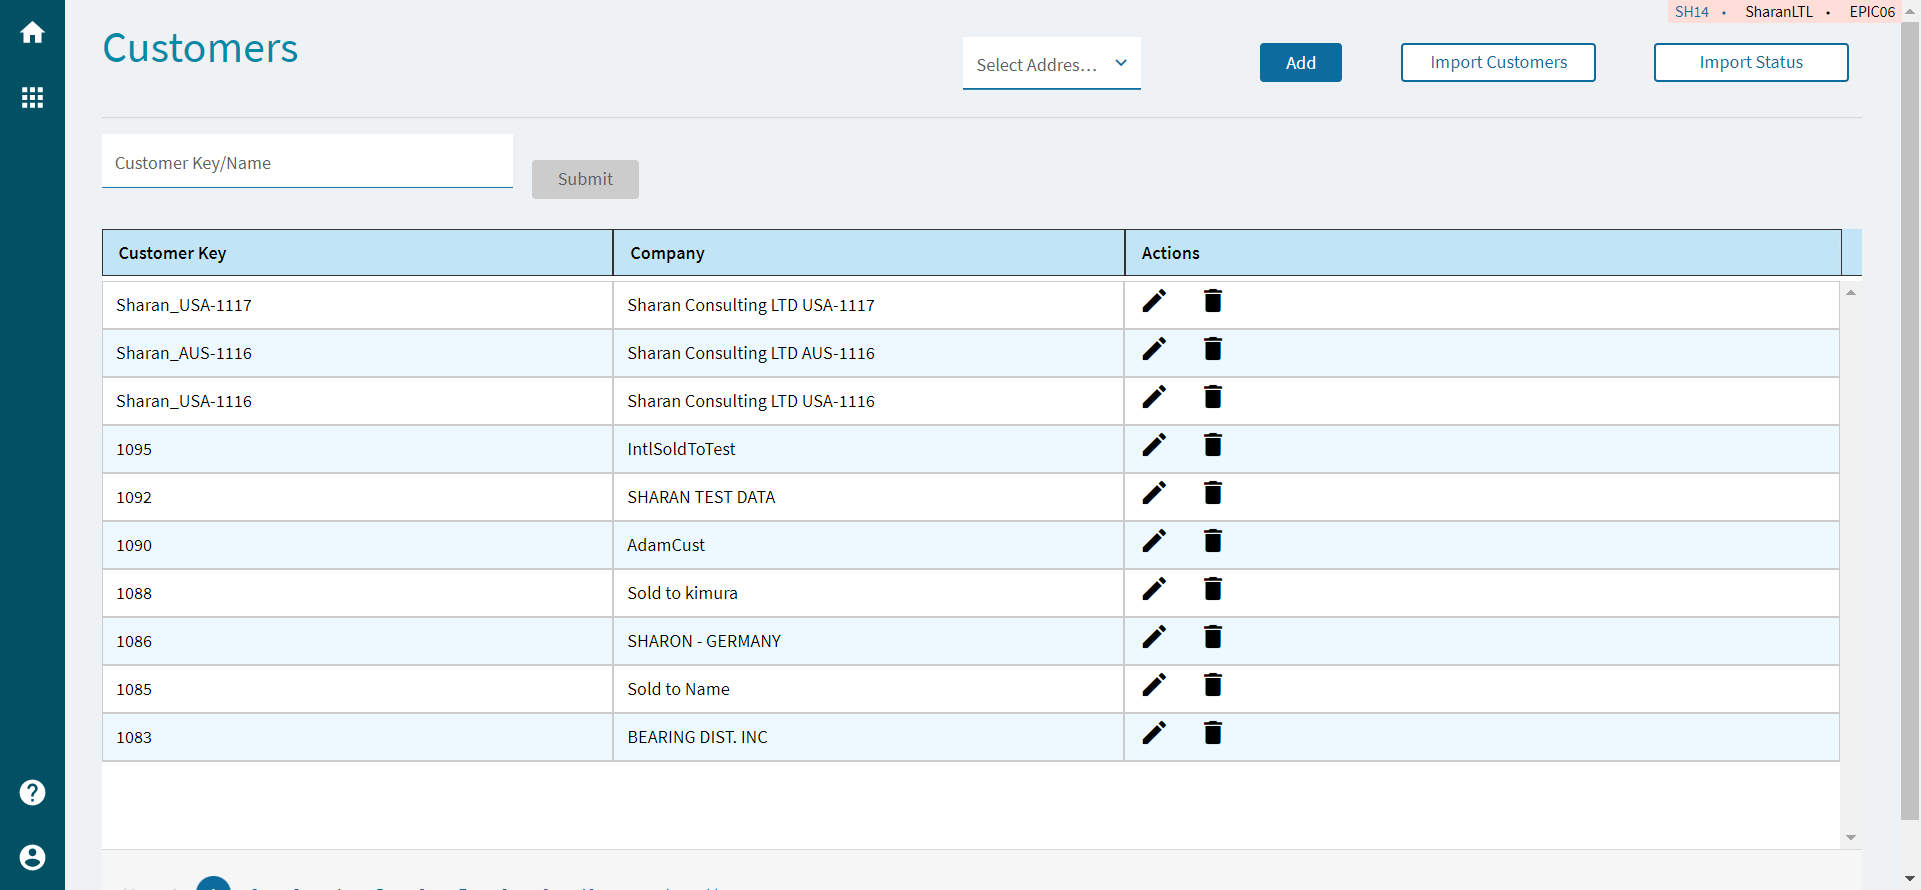 SH14 • SharanLTL • EPIC06
Customers
Select Addres...
Add
Import Customers
Import Status
Customer Key/Name
Submit
Customer Key Company Actions
Sharan_USA-1117 Sharan Consulting LTD USA-1117
Sharan_AUS-1116 Sharan Consulting LTD AUS-1116
Sharan_USA-1116 Sharan Consulting LTD USA-1116
1095 IntlSoldToTest
1092 SHARAN TEST DATA
1090 AdamCust
1088 Sold to kimura
1086 SHARON - GERMANY
1085 Sold to Name
1083 BEARING DIST. INC